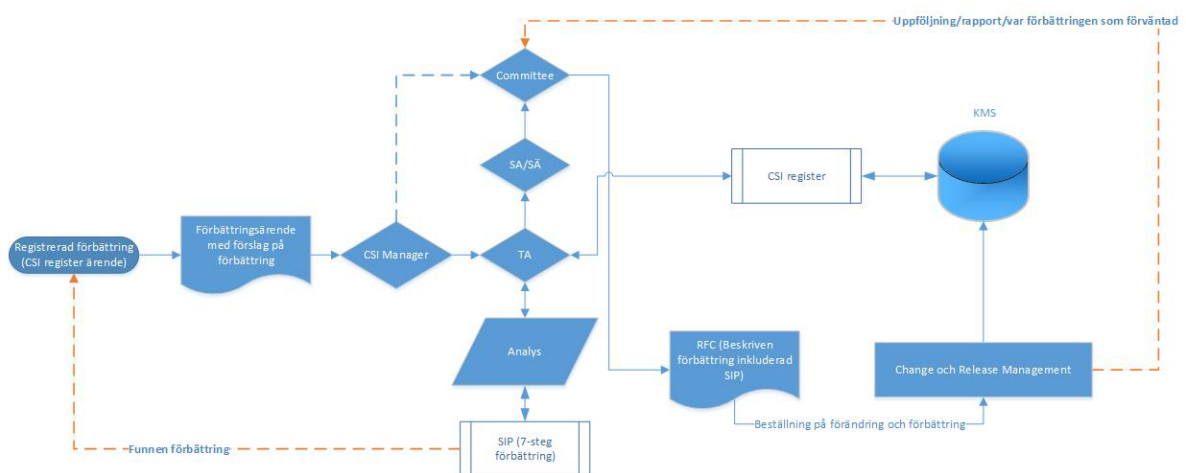 Uppföljning/rapport/var förbättringen som förväntad
Committee
KMS
SA/SÄ
CSI register
Registrerad förbättring
(CSI register ärende)
Förbättringsärende
med förslag på
förbättring
CSI Manager
TA
Analys
RFC (Beskriven
förbättring inkluderad
SIP)
Change och Release Management
Beställning på förändring och förbättring
Funnen förbättring
SIP (7-steg
förbättring)